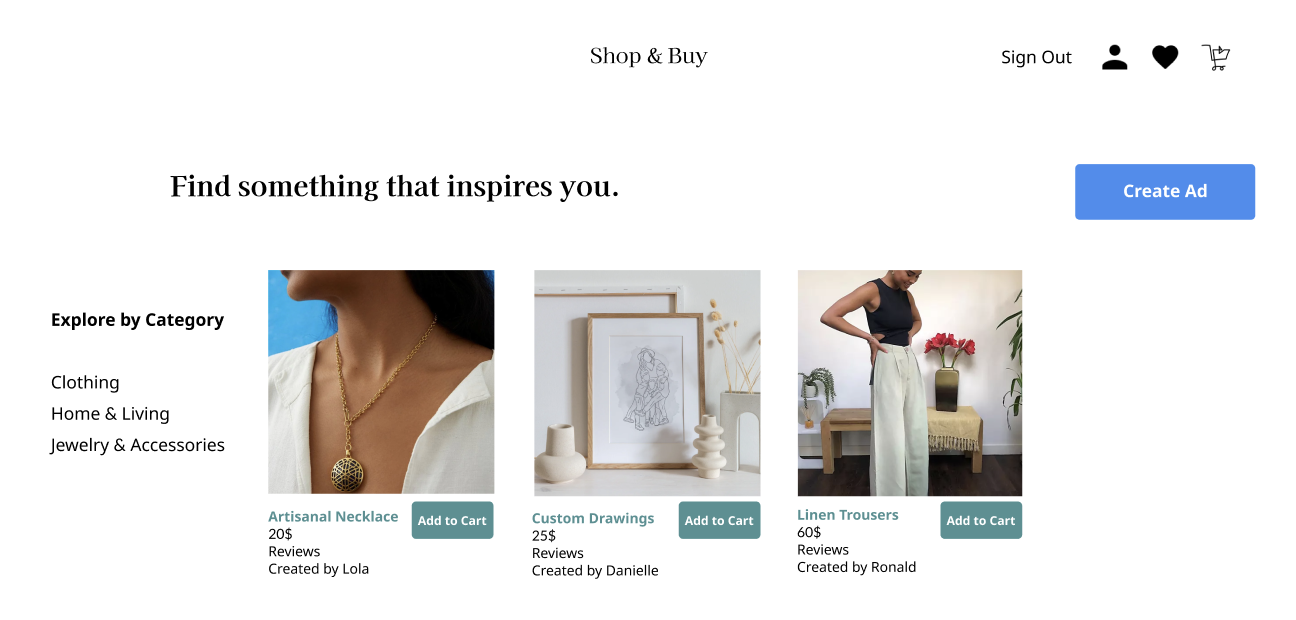 Shop & Buy
Sign Out
Find something that inspires you.
Create Ad
Explore by Category
Clothing
Home & Living
Jewelry & Accessories
Artisanal Necklace
20$
Reviews
Created by Lola
Add to Cart
Custom Drawings
25$
Reviews
Created by Danielle
Add to Cart
Linen Trousers
60$
Reviews
Created by Ronald
Add to Cart